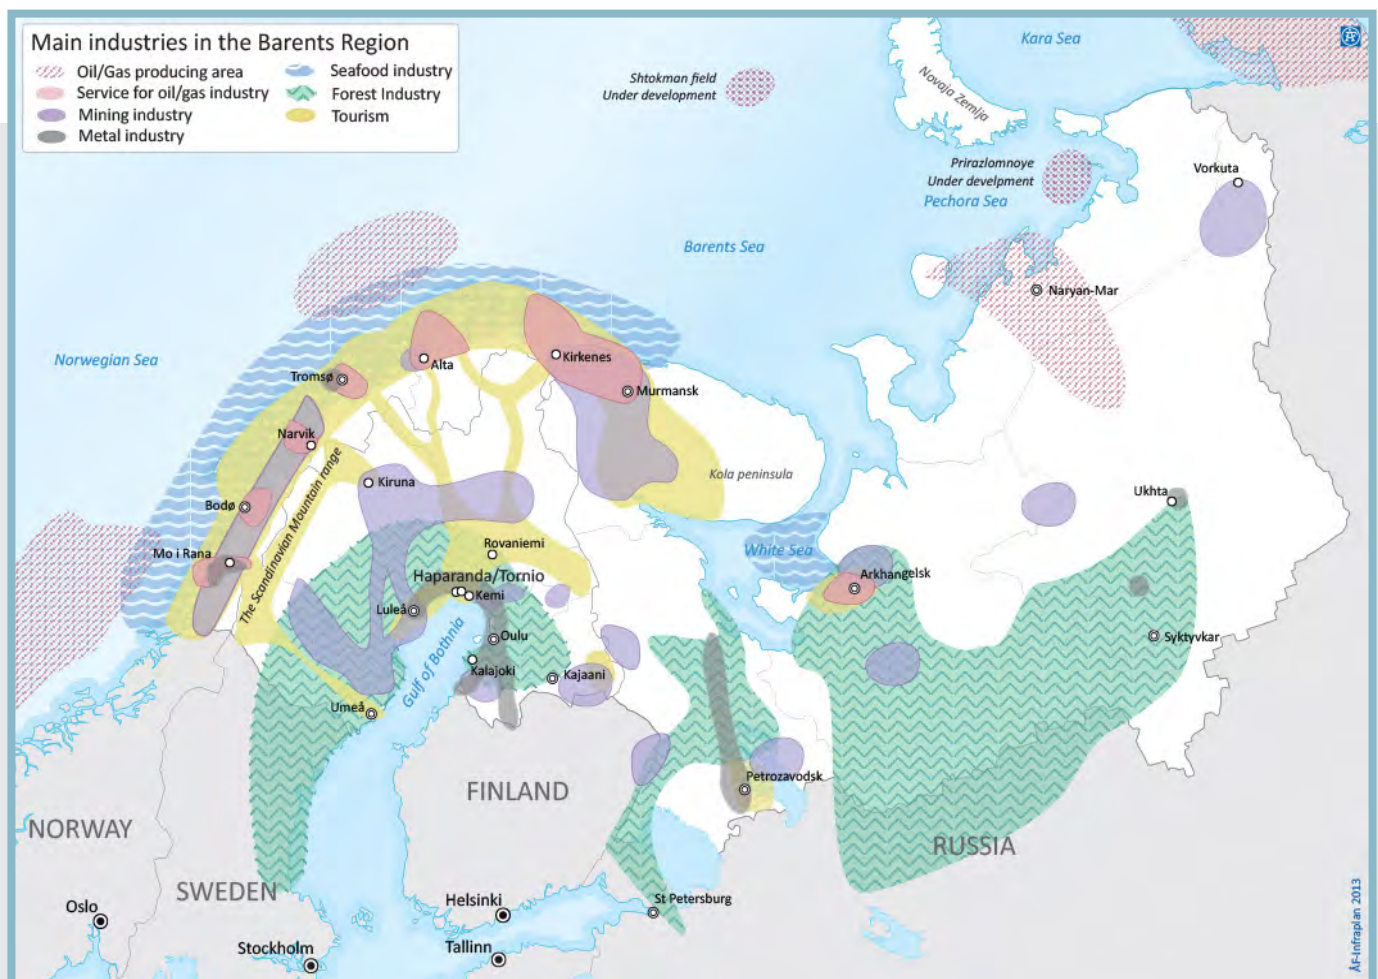 Main industries in the Barents Region
Oil/Gas producing area
Service for oil/gas industry
Mining industry
Metal industry
Seafood industry
Forest Industry
Tourism
Kara Sea
Novaja Zemlja
Shtokman field
Under development
Prirazlomnoye
Under develpment
Pechora Sea
Vorkuta
Barents Sea
Naryan-Mar
Norwegian Sea
Alta
Kirkenes
Tromsø
Murmansk
Narvik
Kola peninsula
Kiruna
Ukhta
Bodø
The Scandinavian Mountain range
Rovaniemi
White Sea
Mo i Rana
Haparanda/Tornio
Arkhangelsk
Kemi
Luleå
Oulu
Syktyvkar
Gulf of Bothnia
Kalajoki
Kajaani
Umeå
Petrozavodsk
FINLAND
NORWAY
RUSSIA
SWEDEN
St Petersburg
Helsinki
Oslo
Stockholm
Tallinn
ÅF-Infraplan 2013